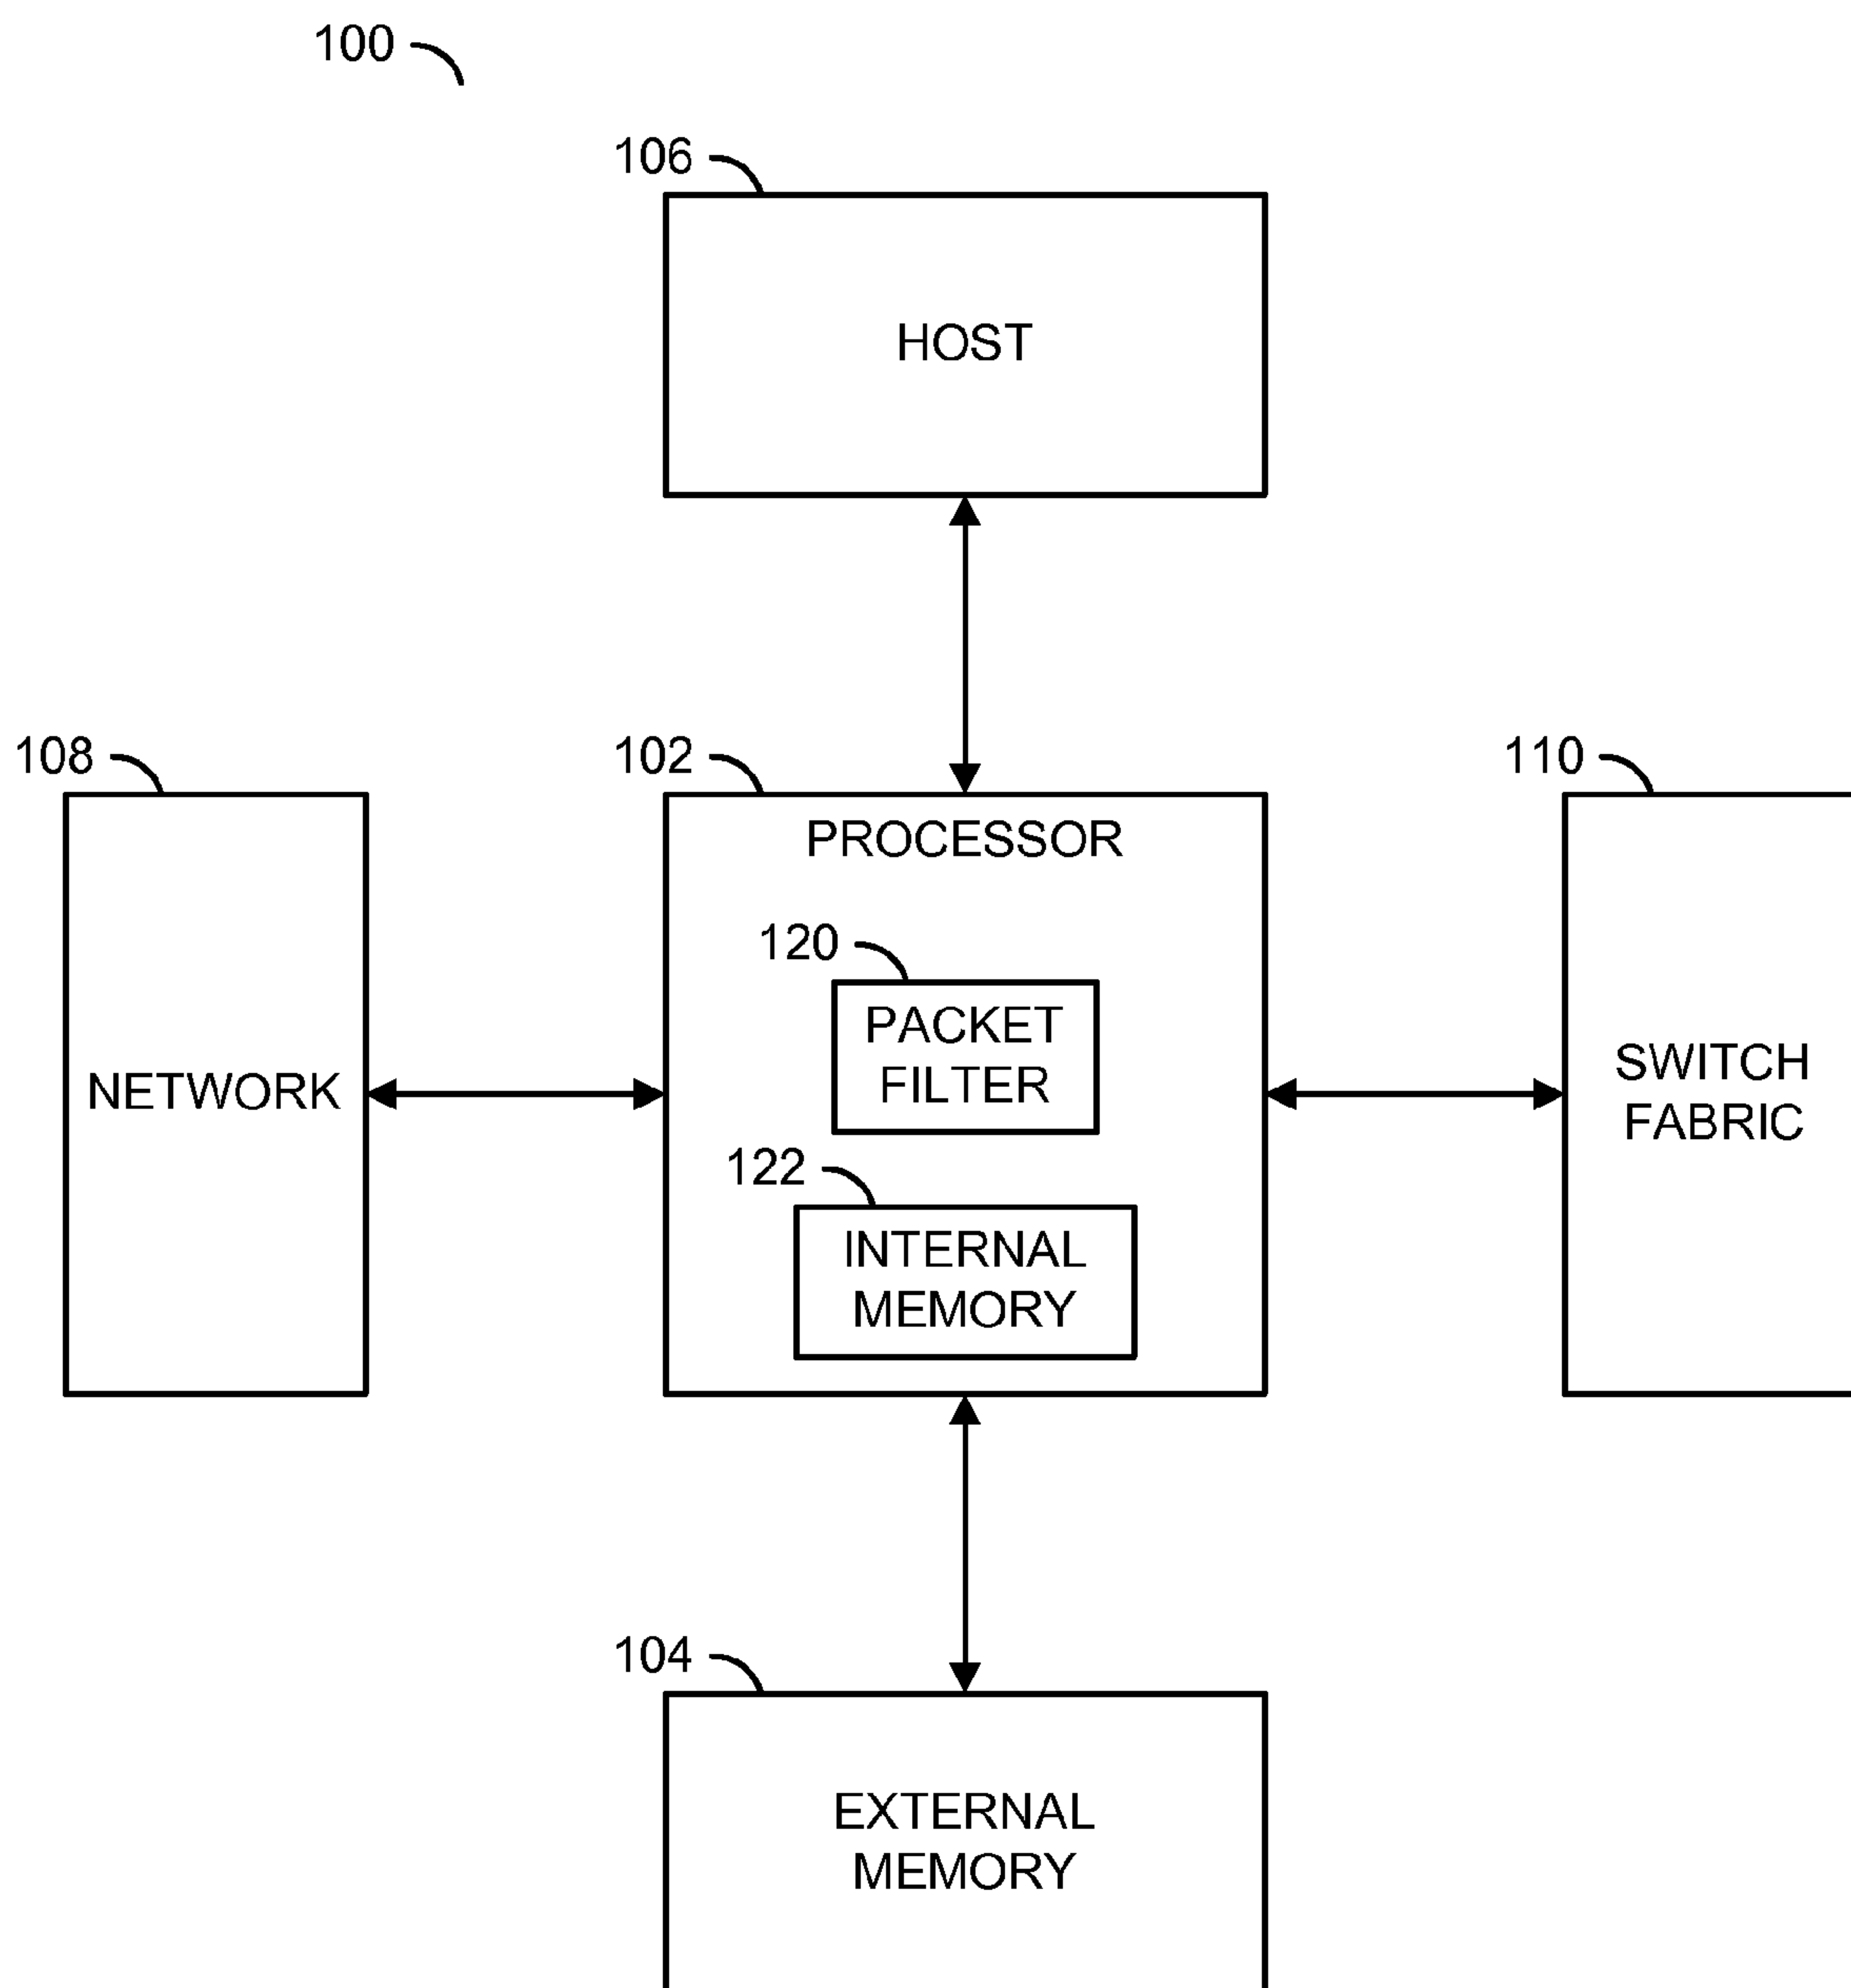 100
106
HOST
108
102
110
PROCESSOR
120
PACKET
FILTER
NETWORK
SWITCH
FABRIC
122
INTERNAL
MEMORY
104
EXTERNAL
MEMORY